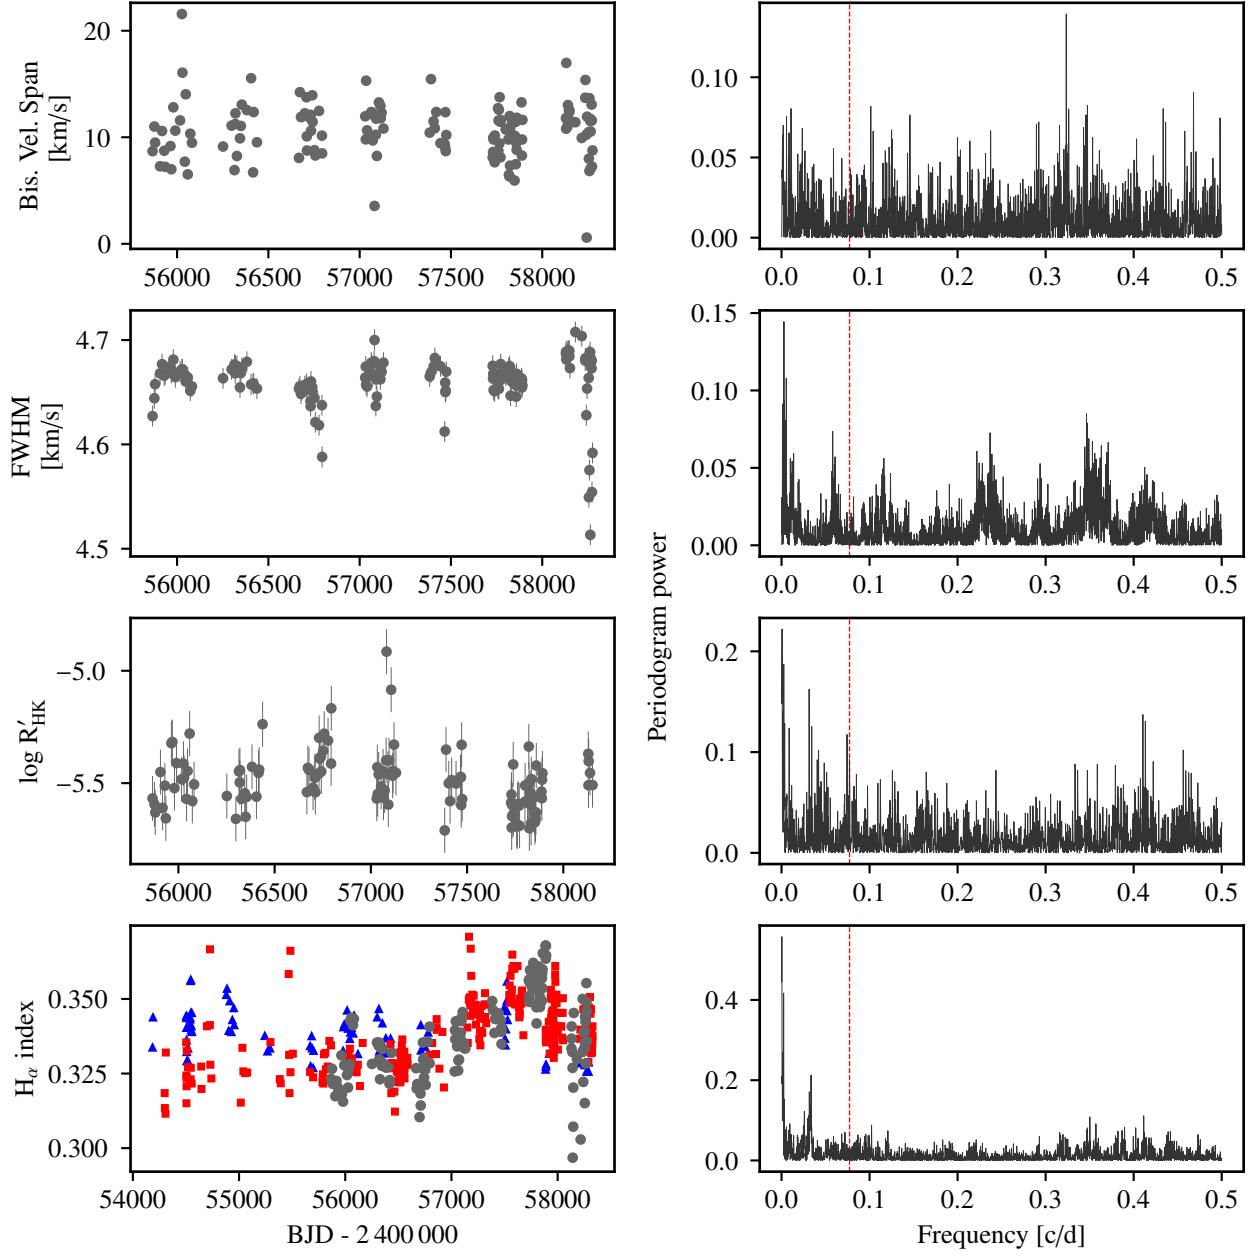 20
10
0
Bis. Vel. Span
[km/s]
56000 56500 57000 57500 58000
0.10
0.05
0.00
0.0 0.1 0.2 0.3 0.4 0.5
4.7
4.6
4.5
FWHM
[km/s]
56000 56500 57000 57500 58000
0.15
0.10
0.05
0.00
0.0 0.1 0.2 0.3 0.4 0.5
Periodogram power
−5.0
−5.5
log R′HK
56000 56500 57000 57500 58000
0.2
0.1
0.0
0.0 0.1 0.2 0.3 0.4 0.5
0.350
0.325
0.300
Hα index
54000 55000 56000 57000 58000
BJD - 2 400 000
0.4
0.2
0.0
0.0 0.1 0.2 0.3 0.4 0.5
Frequency [c/d]